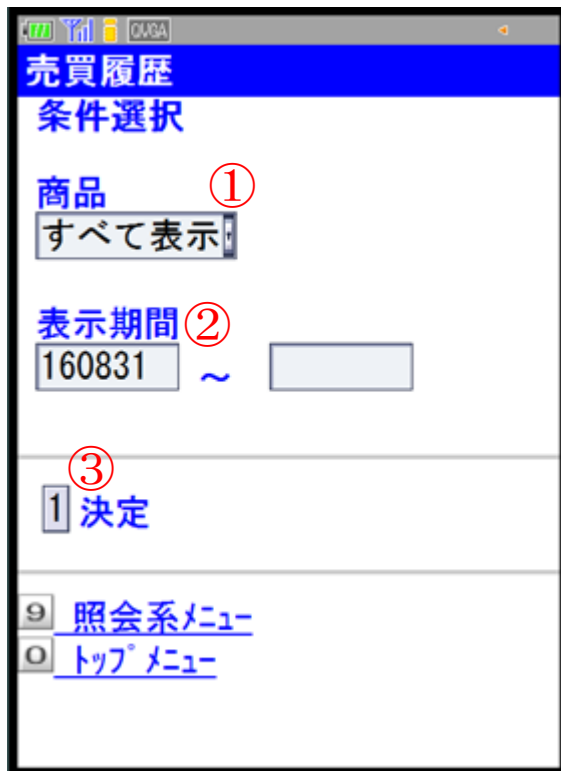 QVGA
売買履歴
条件選択
商品 ①
すべて表示
表示期間 ②
160831 ～
③
1 決定
9 照会系ﾒﾆｭｰ
0 ﾄｯﾌﾟﾒﾆｭｰ